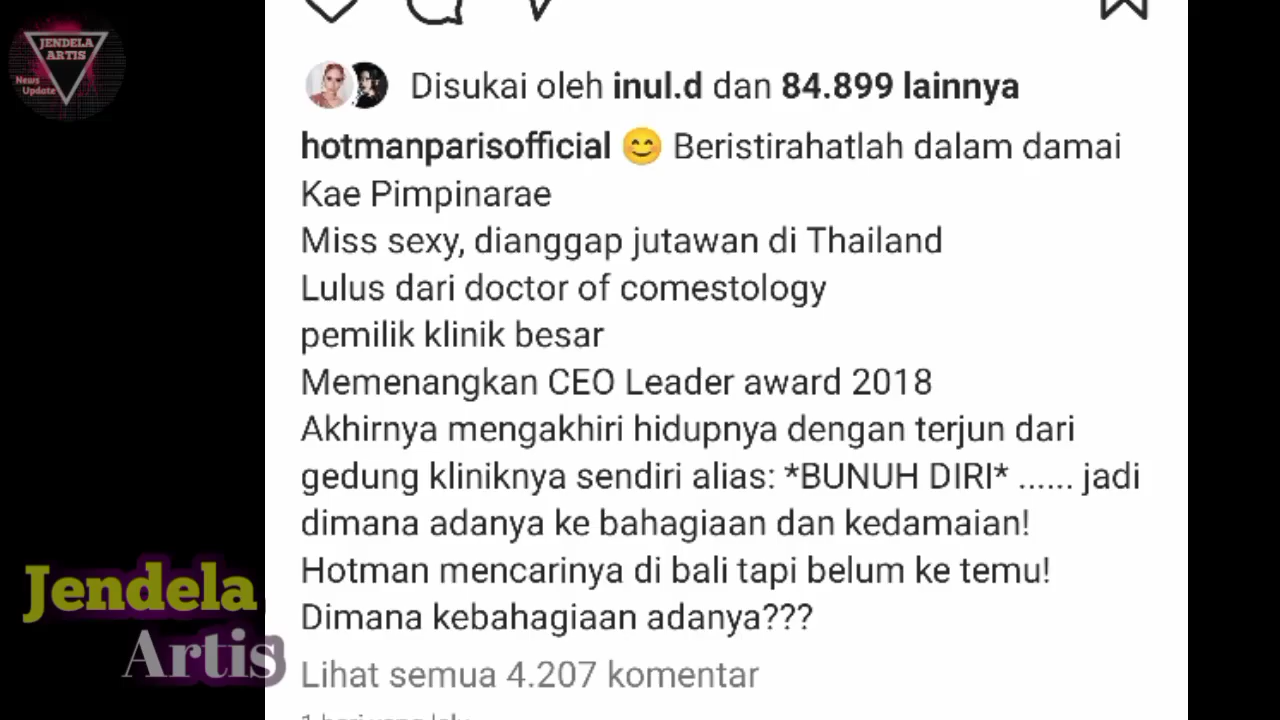 JENDELA
ARTIS
News
Update
Disukai oleh inul.d dan 84.899 lainnya
hotmanparisofficial 😊 Beristirahatlah dalam damai
Kae Pimpinarae
Miss sexy, dianggap jutawan di Thailand
Lulus dari doctor of comestology
pemilik klinik besar
Memenangkan CEO Leader award 2018
Akhirnya mengakhiri hidupnya dengan terjun dari
gedung kliniknya sendiri alias: *BUNUH DIRI* ...... jadi
dimana adanya ke bahagiaan dan kedamaian!
Hotman mencarinya di bali tapi belum ke temu!
Dimana kebahagiaan adanya???
Lihat semua 4.207 komentar
Jendela
Artis